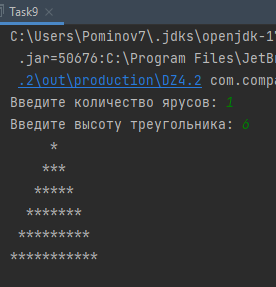 Task9
C:\Users\Pominov7\.jdks\openjdk-1
.jar=50676:C:\Program Files\JetBr
.2\out\production\DZ4.2 com.compa
Введите количество ярусов: 1
Введите высоту треугольника: 6
*
***
*****
*******
*********
***********